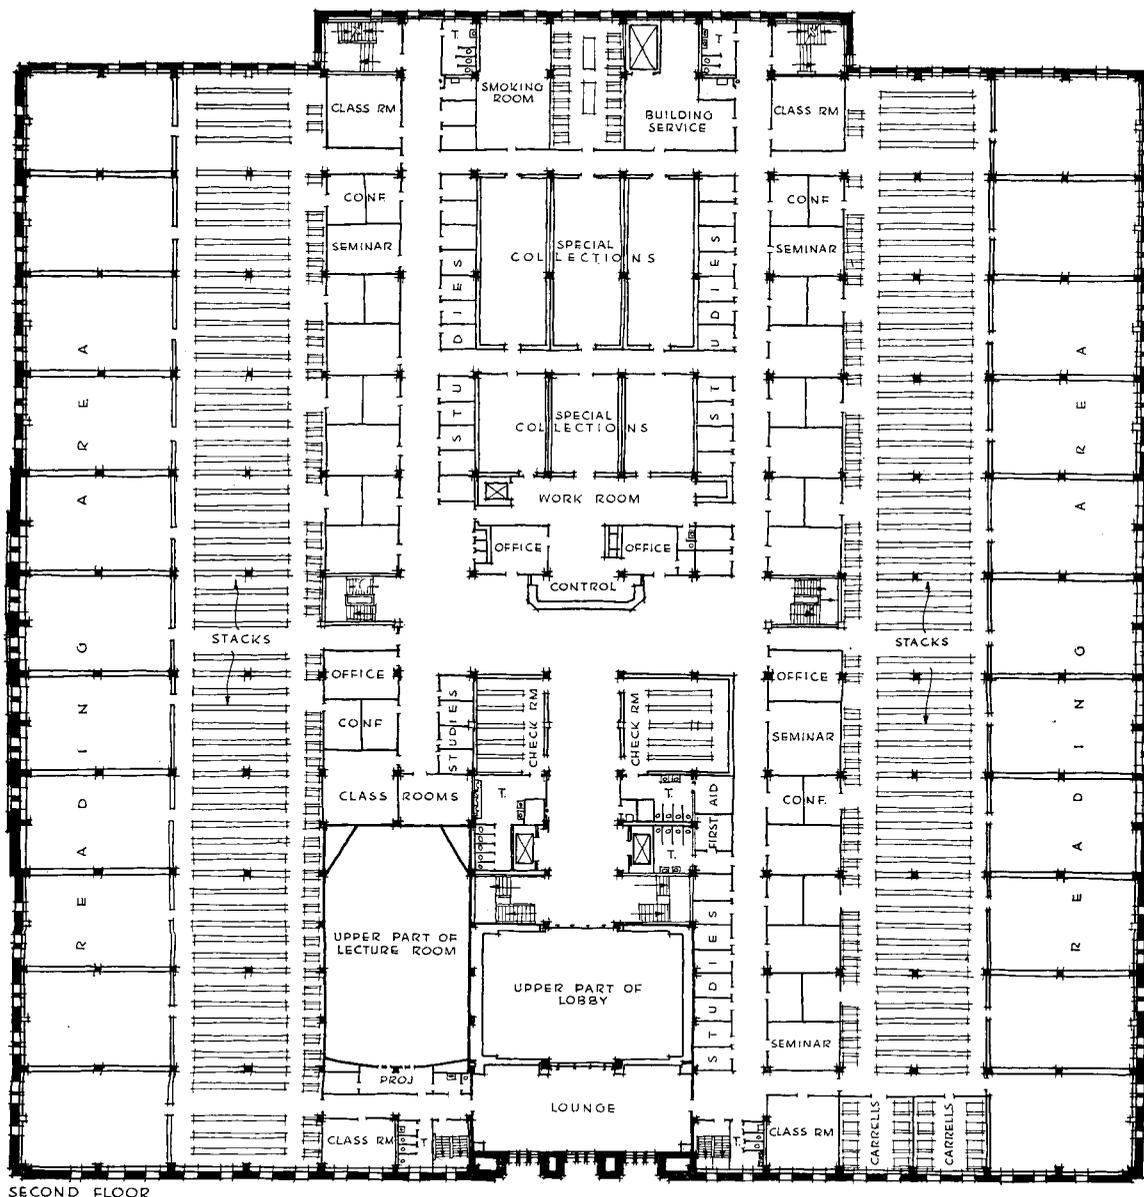 T.
T.
SMOKING
ROOM
CLASS RM
BUILDING
SERVICE
CLASS RM
CONF.
CONF.
SEMINAR
SPECIAL
COLLECTIONS
SEMINAR
STUDIES
STUDIES
SPECIAL
COLLECTIONS
READING AREA
READING AREA
WORK ROOM
OFFICE
OFFICE
CONTROL
STACKS
STACKS
OFFICE
OFFICE
CONF.
STUDIES
CHECK RM
CHECK RM
SEMINAR
CLASS ROOMS
T.
T.
FIRST AID
CONF.
T.
UPPER PART OF
LECTURE ROOM
UPPER PART OF
LOBBY
STUDIES
SEMINAR
PROJ
LOUNGE
CLASS RM
T.
T.
CLASS RM
CARRELLS
CARRELLS
SECOND FLOOR